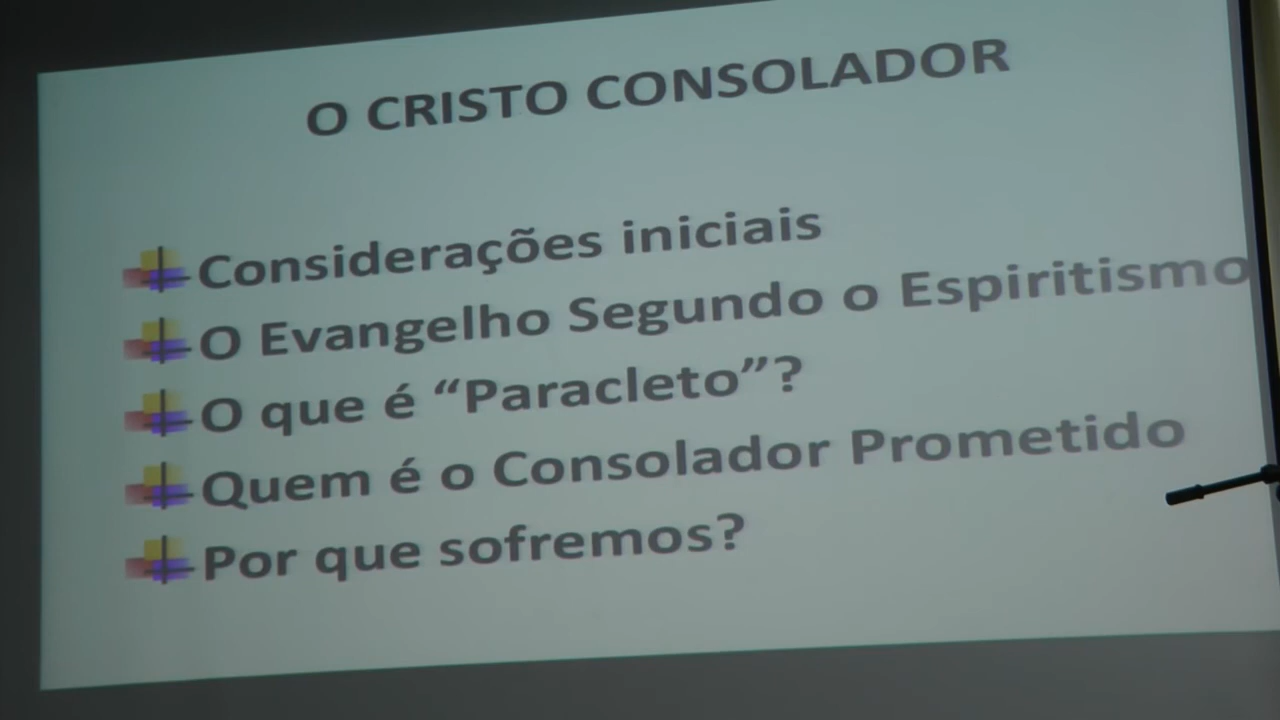 O CRISTO CONSOLADOR
Considerações iniciais
O Evangelho Segundo o Espiritismo
O que é “Paracleto”?
Quem é o Consolador Prometido
Por que sofremos?